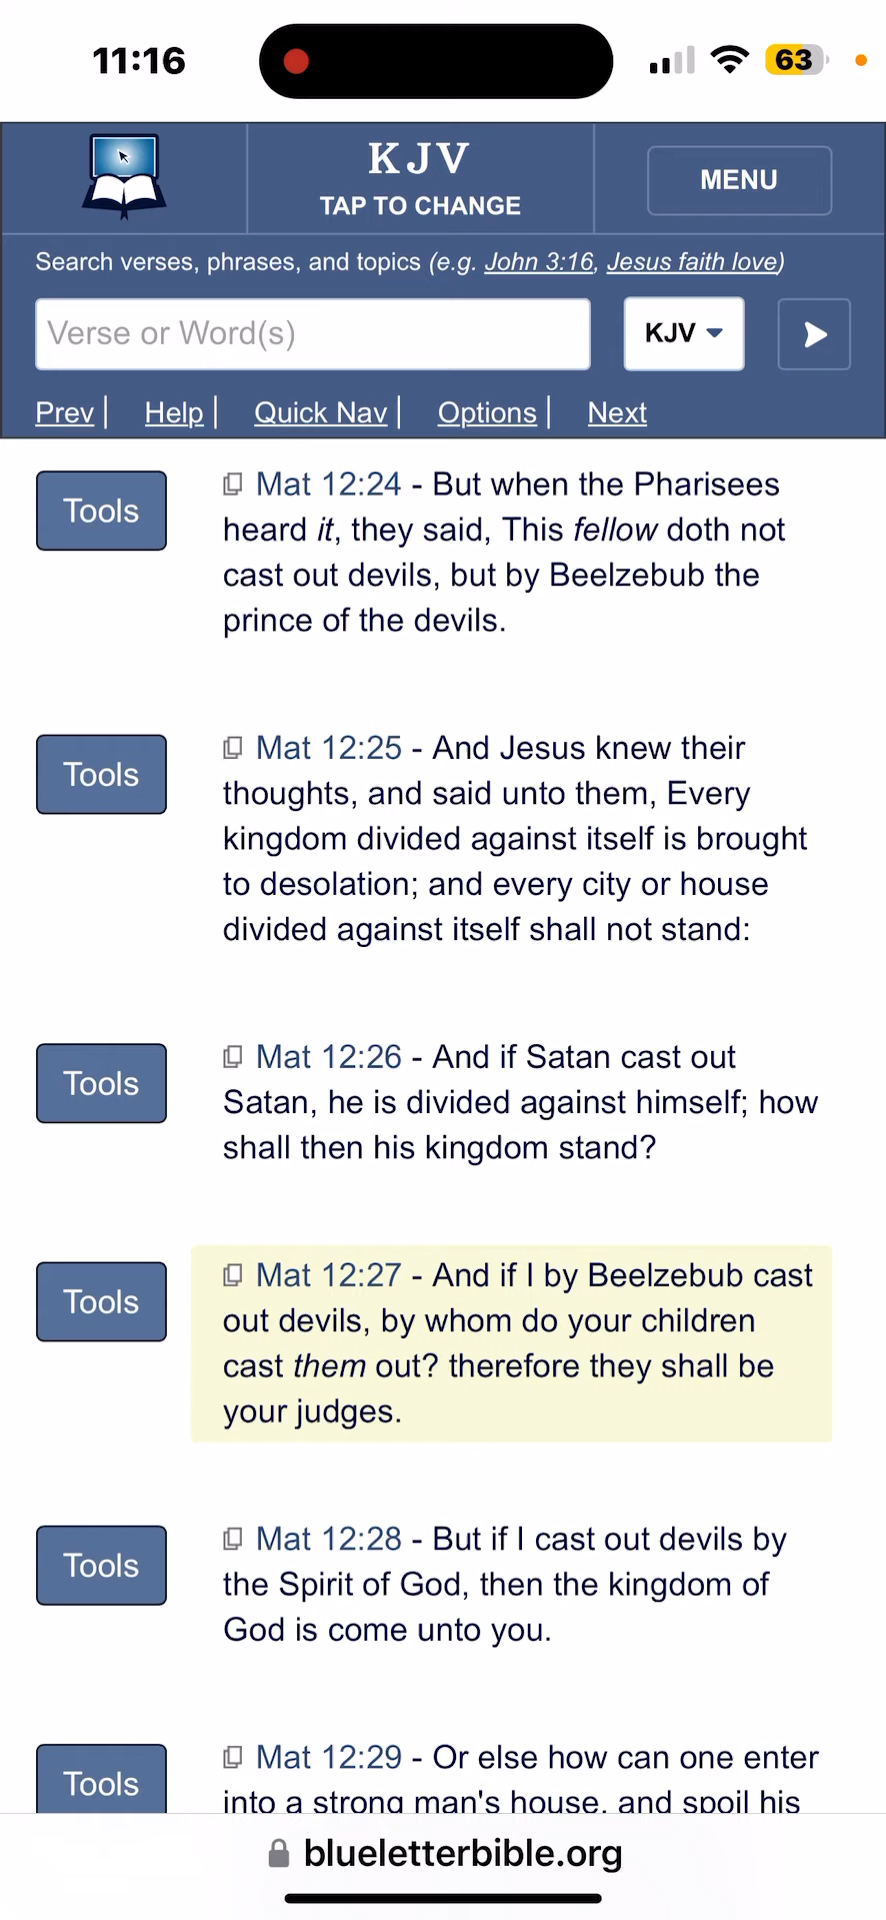 11:16
63
KJV
TAP TO CHANGE
MENU
Search verses, phrases, and topics (e.g. John 3:16, Jesus faith love)
Verse or Word(s)
KJV
Prev | Help | Quick Nav | Options | Next
Tools
Mat 12:24 - But when the Pharisees
heard it, they said, This fellow doth not
cast out devils, but by Beelzebub the
prince of the devils.
Tools
Mat 12:25 - And Jesus knew their
thoughts, and said unto them, Every
kingdom divided against itself is brought
to desolation; and every city or house
divided against itself shall not stand:
Tools
Mat 12:26 - And if Satan cast out
Satan, he is divided against himself; how
shall then his kingdom stand?
Tools
Mat 12:27 - And if I by Beelzebub cast
out devils, by whom do your children
cast them out? therefore they shall be
your judges.
Tools
Mat 12:28 - But if I cast out devils by
the Spirit of God, then the kingdom of
God is come unto you.
Tools
Mat 12:29 - Or else how can one enter
into a strong man's house, and spoil his
blueletterbible.org